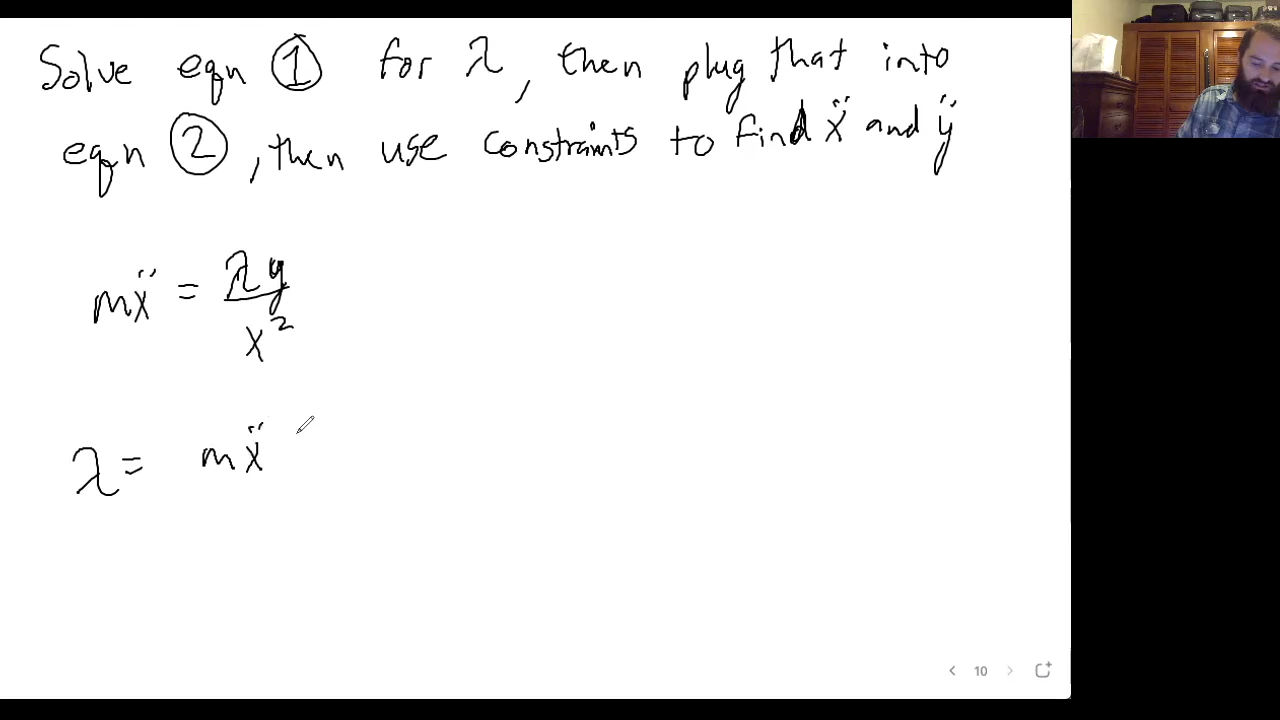 Solve eqn ① for λ, then plug that into
eqn ②, then use constraints to find ẍ and ÿ
mẍ = λy / x²
λ = mẍ
10